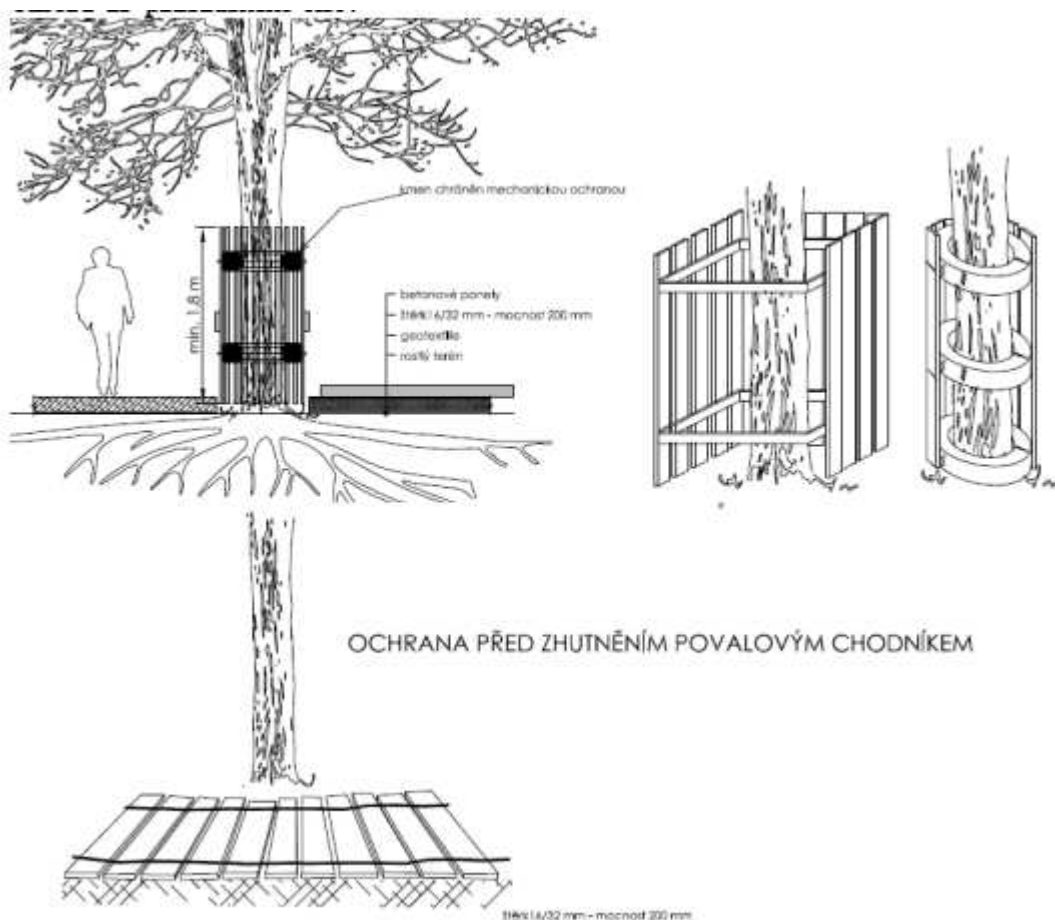 kmen chráněn mechanickou ochranou
min. 1,8 m
betonové panely
štěrk 16/32 mm - mocnost 200 mm
geotextilie
rostlý terén
OCHRANA PŘED ZHUTNĚNÍM POVALOVÝM CHODNÍKEM
štěrk 16/32 mm - mocnost 200 mm